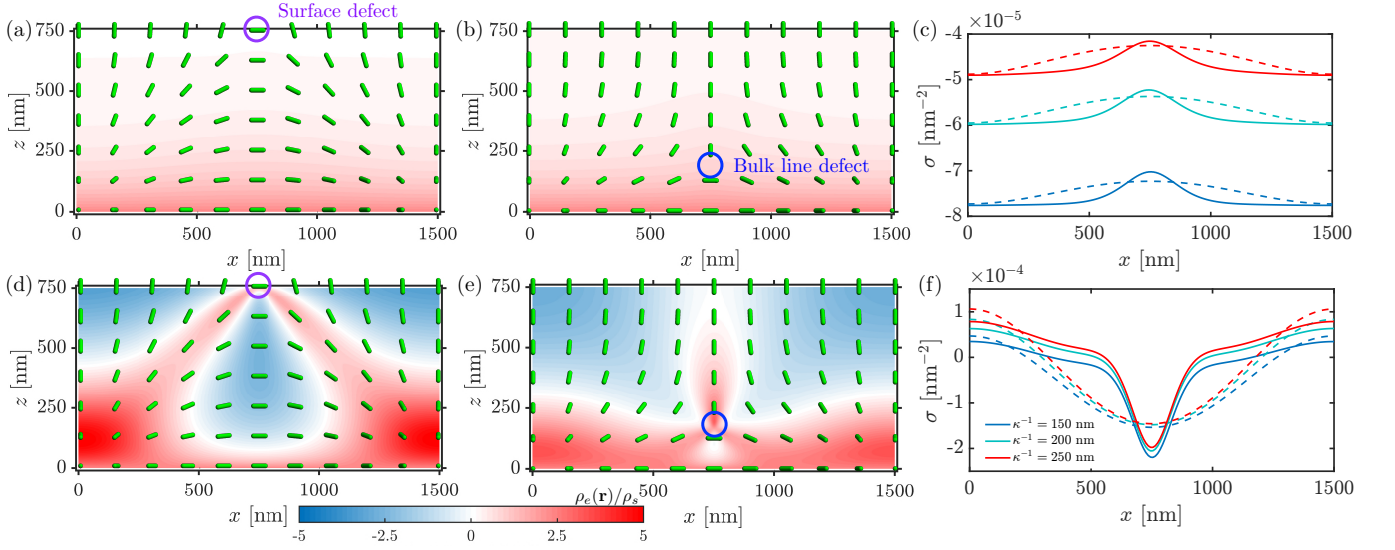 Surface defect
(a)
750
500
250
0
z [nm]
0
500
1000
1500
x [nm]
(b)
750
500
250
0
z [nm]
Bulk line defect
0
500
1000
1500
x [nm]
(c)
×10⁻⁵
-4
-5
-6
-7
-8
σ [nm⁻²]
0
500
1000
1500
x [nm]
(d)
750
500
250
0
z [nm]
0
500
1000
1500
x [nm]
(e)
750
500
250
0
z [nm]
0
500
1000
1500
x [nm]
(f)
×10⁻⁴
1
0
-1
-2
σ [nm⁻²]
κ⁻¹ = 150 nm
κ⁻¹ = 200 nm
κ⁻¹ = 250 nm
0
500
1000
1500
x [nm]
ρₑ(r)/ρₛ
-5
-2.5
0
2.5
5